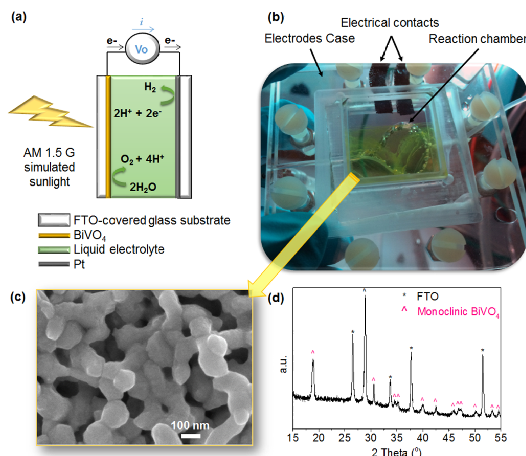 (a)
i
e-
Vo
e-
H₂
2H⁺ + 2e⁻
O₂ + 4H⁺
2H₂O
AM 1.5 G
simulated
sunlight
FTO-covered glass substrate
BiVO₄
Liquid electrolyte
Pt
(b)
Electrical contacts
Electrodes Case
Reaction chamber
(c)
100 nm
(d)
* FTO
^ Monoclinic BiVO₄
a.u.
15 20 25 30 35 40 45 50 55
2 Theta (⁰)